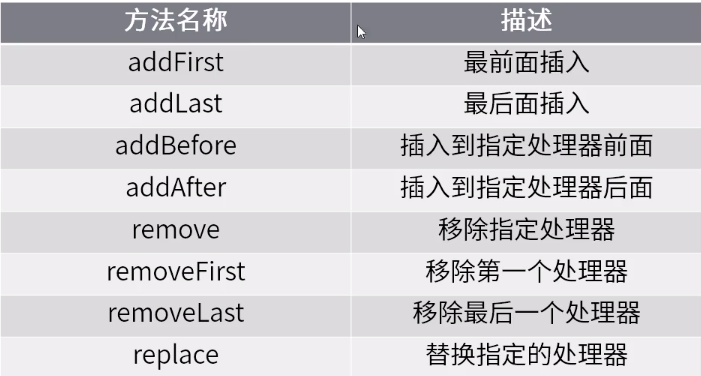 方法名称 描述
addFirst 最前面插入
addLast 最后面插入
addBefore 插入到指定处理器前面
addAfter 插入到指定处理器后面
remove 移除指定处理器
removeFirst 移除第一个处理器
removeLast 移除最后一个处理器
replace 替换指定的处理器